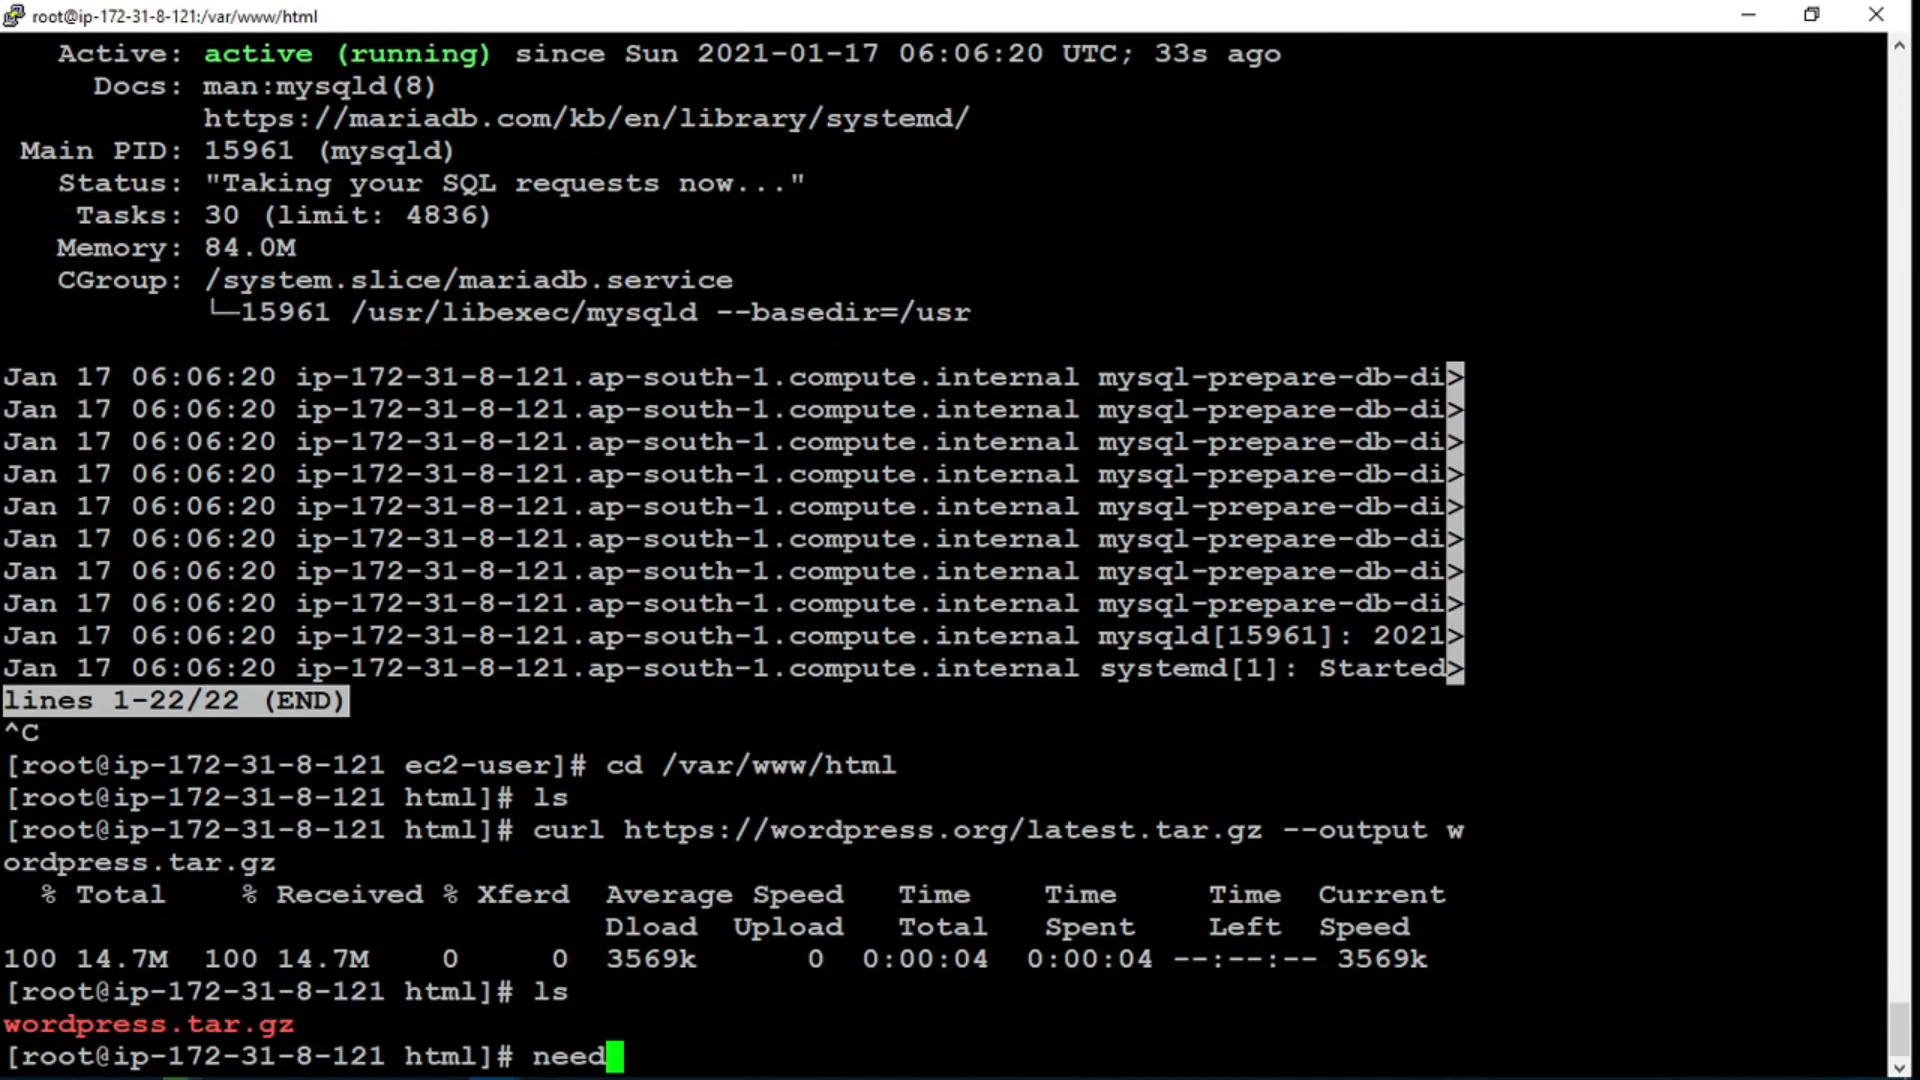 root@ip-172-31-8-121:/var/www/html
Active: active (running) since Sun 2021-01-17 06:06:20 UTC; 33s ago
Docs: man:mysqld(8)
https://mariadb.com/kb/en/library/systemd/
Main PID: 15961 (mysqld)
Status: "Taking your SQL requests now..."
Tasks: 30 (limit: 4836)
Memory: 84.0M
CGroup: /system.slice/mariadb.service
└─15961 /usr/libexec/mysqld --basedir=/usr
Jan 17 06:06:20 ip-172-31-8-121.ap-south-1.compute.internal mysql-prepare-db-di>
Jan 17 06:06:20 ip-172-31-8-121.ap-south-1.compute.internal mysql-prepare-db-di>
Jan 17 06:06:20 ip-172-31-8-121.ap-south-1.compute.internal mysql-prepare-db-di>
Jan 17 06:06:20 ip-172-31-8-121.ap-south-1.compute.internal mysql-prepare-db-di>
Jan 17 06:06:20 ip-172-31-8-121.ap-south-1.compute.internal mysql-prepare-db-di>
Jan 17 06:06:20 ip-172-31-8-121.ap-south-1.compute.internal mysql-prepare-db-di>
Jan 17 06:06:20 ip-172-31-8-121.ap-south-1.compute.internal mysql-prepare-db-di>
Jan 17 06:06:20 ip-172-31-8-121.ap-south-1.compute.internal mysql-prepare-db-di>
Jan 17 06:06:20 ip-172-31-8-121.ap-south-1.compute.internal mysqld[15961]: 2021>
Jan 17 06:06:20 ip-172-31-8-121.ap-south-1.compute.internal systemd[1]: Started>
lines 1-22/22 (END)
^C
[root@ip-172-31-8-121 ec2-user]# cd /var/www/html
[root@ip-172-31-8-121 html]# ls
[root@ip-172-31-8-121 html]# curl https://wordpress.org/latest.tar.gz --output w
ordpress.tar.gz
% Total % Received % Xferd Average Speed Time Time Time Current
Dload Upload Total Spent Left Speed
100 14.7M 100 14.7M 0 0 3569k 0 0:00:04 0:00:04 --:--:-- 3569k
[root@ip-172-31-8-121 html]# ls
wordpress.tar.gz
[root@ip-172-31-8-121 html]# need